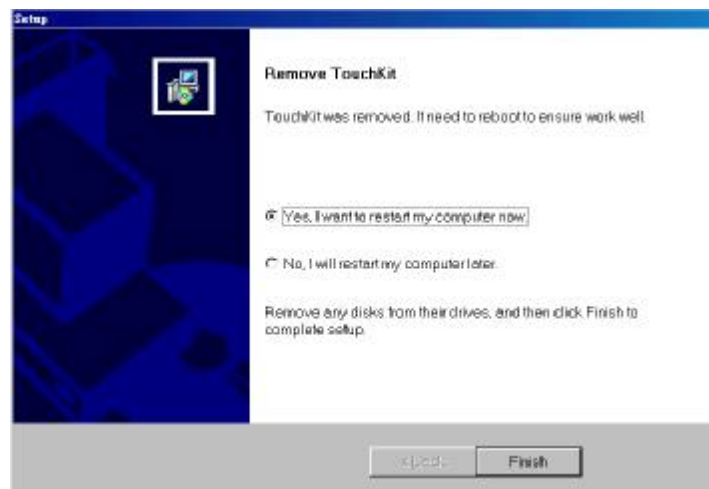 Setup
Remove TouchKit
TouchKit was removed. It need to reboot to ensure work well.
Yes, I want to restart my computer now.
No, I will restart my computer later.
Remove any disks from their drives, and then click Finish to
complete setup.
< Back
Finish